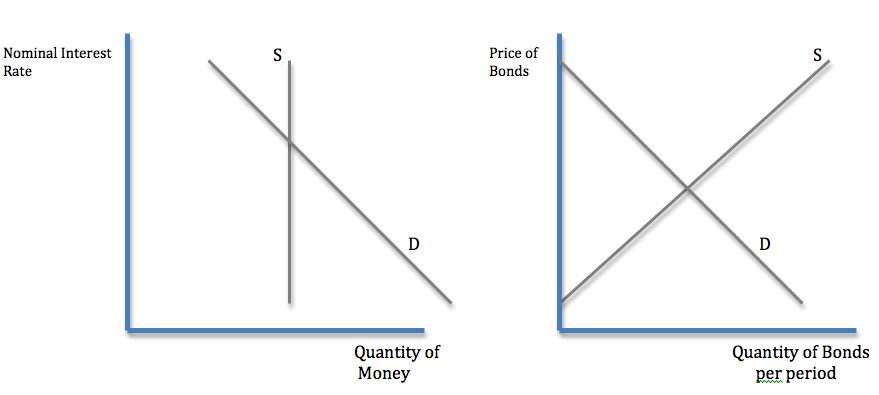 Nominal Interest
Rate
S
D
Quantity of
Money
Price of
Bonds
S
D
Quantity of Bonds
per period